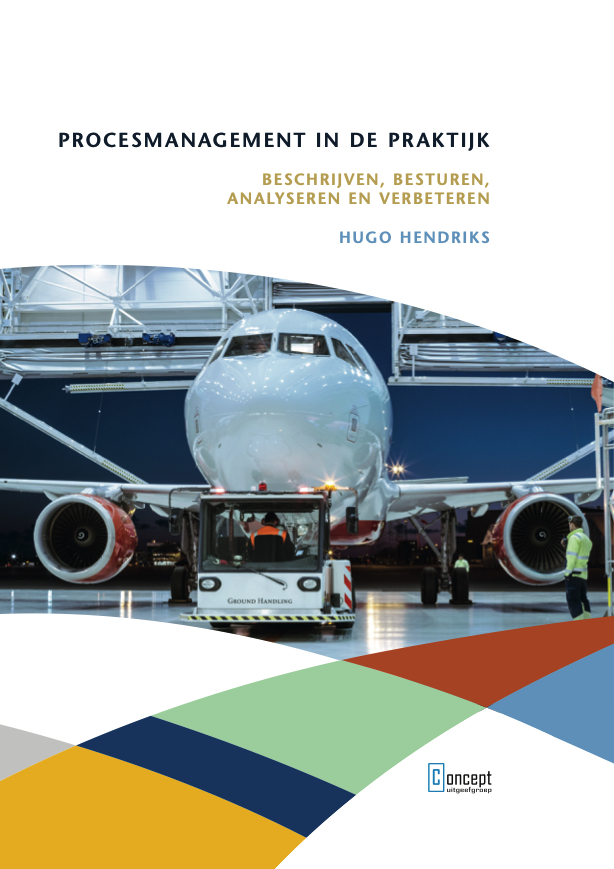 PROCESMANAGEMENT IN DE PRAKTIJK
BESCHRIJVEN, BESTUREN,
ANALYSEREN EN VERBETEREN
HUGO HENDRIKS
GROUND HANDLING
Concept
uitgeefgroep